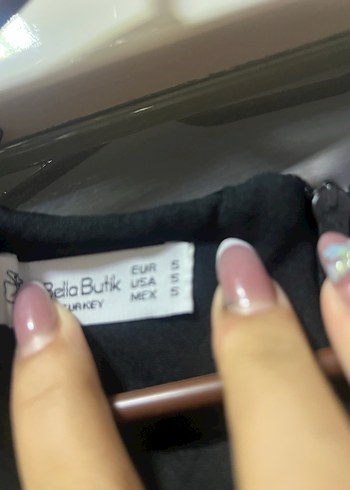 Bella Butik
TURKEY
EUR S
USA S
MEX S